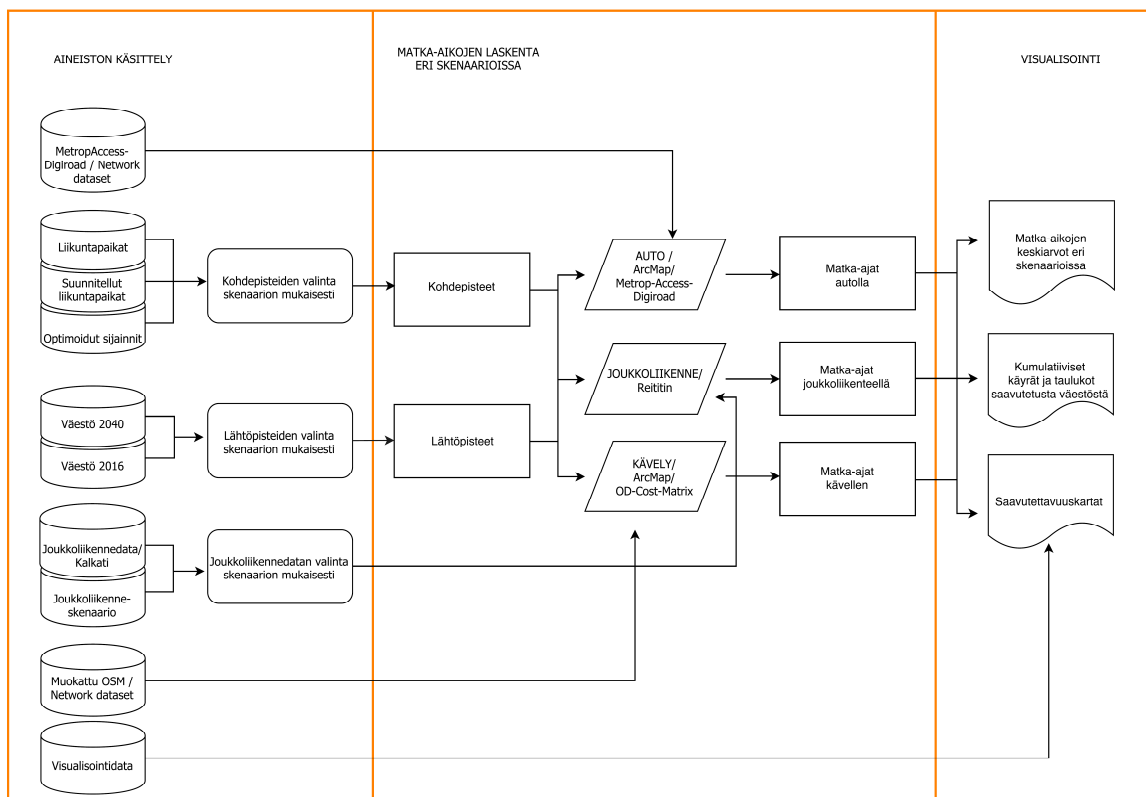 AINEISTON KÄSITTELY
MATKA-AIKOJEN LASKENTA
ERI SKENAARIOISSA
VISUALISOINTI
MetropAccess-
Digiroad / Network
dataset
Liikuntapaikat
Suunnitellut
liikuntapaikat
Optimoidut sijainnit
Kohdepisteiden valinta
skenaarion mukaisesti
Kohdepisteet
AUTO /
ArcMap/
Metrop-Access-
Digiroad
Matka-ajat
autolla
Matka aikojen
keskiarvot eri
skenaarioissa
JOUKKOLIIKENNE/
Reititin
Matka-ajat
joukkoliikenteellä
Kumulatiiviset
käyrät ja taulukot
saavutetusta väestöstä
Väestö 2040
Väestö 2016
Lähtöpisteiden valinta
skenaarion mukaisesti
Lähtöpisteet
KÄVELY/
ArcMap/
OD-Cost-Matrix
Matka-ajat
kävellen
Saavutettavuuskartat
Joukkoliikennedata/
Kalkati
Joukkoliikenne-
skenaario
Joukkoliikennedatan valinta
skenaarion mukaisesti
Muokattu OSM /
Network dataset
Visualisointidata